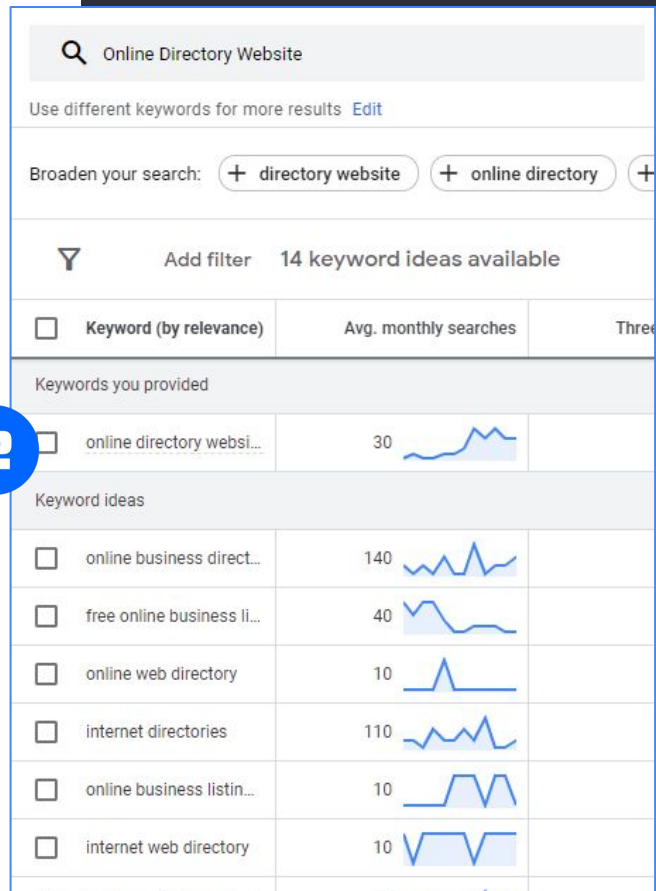 Online Directory Website
Use different keywords for more results Edit
Broaden your search: + directory website + online directory +
Add filter 14 keyword ideas available
Keyword (by relevance) Avg. monthly searches Three
Keywords you provided
online directory websi... 30
Keyword ideas
online business direct... 140
free online business li... 40
online web directory 10
internet directories 110
online business listin... 10
internet web directory 10